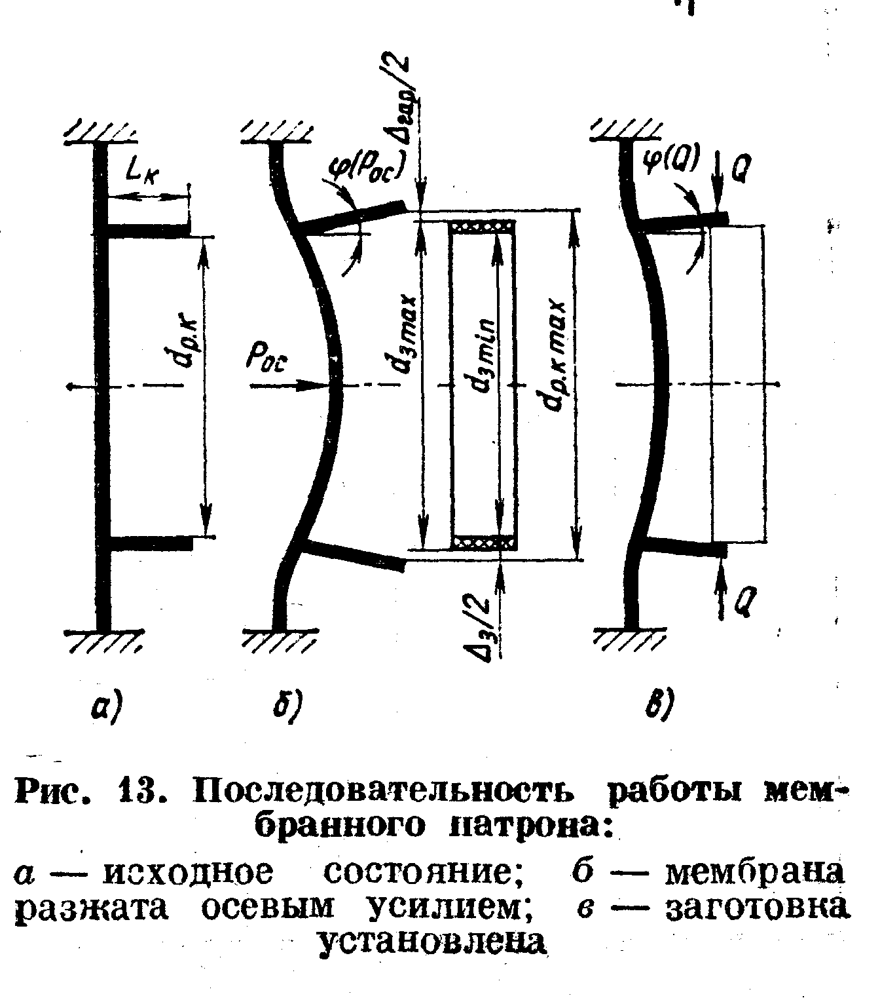 Δгар/2
Lк
φ(Pос)
φ(Q)
Q
dр.к
Pос
dз max
dз min
dр.к max
Δз/2
Q
а)
б)
в)
Рис. 13. Последовательность работы мем-
бранного патрона:
а — исходное состояние; б — мембрана
разжата осевым усилием; в — заготовка
установлена